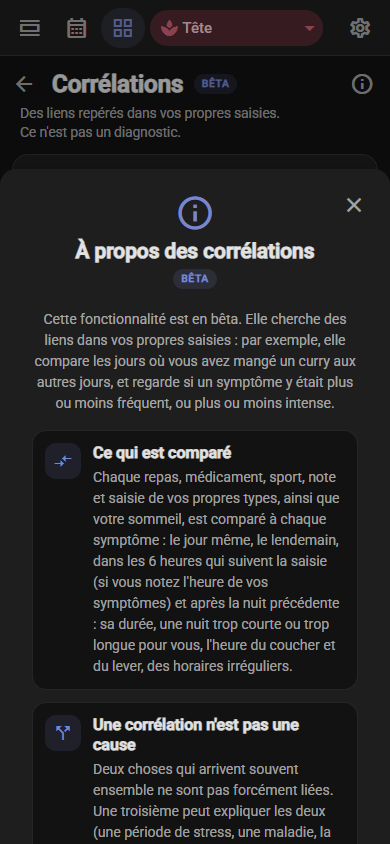 Tête
Corrélations
BÊTA
Des liens repérés dans vos propres saisies.
Ce n'est pas un diagnostic.
À propos des corrélations
BÊTA
Cette fonctionnalité est en bêta. Elle cherche des
liens dans vos propres saisies : par exemple, elle
compare les jours où vous avez mangé un curry aux
autres jours, et regarde si un symptôme y était plus
ou moins fréquent, ou plus ou moins intense.
Ce qui est comparé
Chaque repas, médicament, sport, note
et saisie de vos propres types, ainsi que
votre sommeil, est comparé à chaque
symptôme : le jour même, le lendemain,
dans les 6 heures qui suivent la saisie
(si vous notez l'heure de vos
symptômes) et après la nuit précédente
: sa durée, une nuit trop courte ou trop
longue pour vous, l'heure du coucher et
du lever, des horaires irréguliers.
Une corrélation n'est pas une
cause
Deux choses qui arrivent souvent
ensemble ne sont pas forcément liées.
Une troisième peut expliquer les deux
(une période de stress, une maladie, la